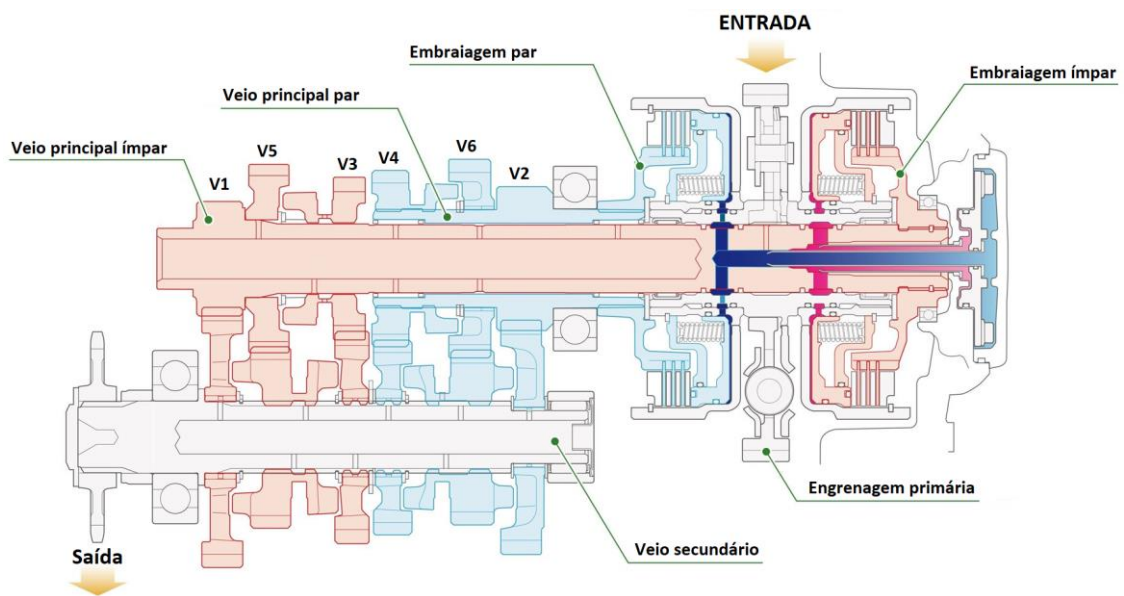 ENTRADA
Embraiagem par
Embraiagem ímpar
Veio principal par
Veio principal ímpar
V1
V5
V3
V4
V6
V2
Engrenagem primária
Veio secundário
Saída